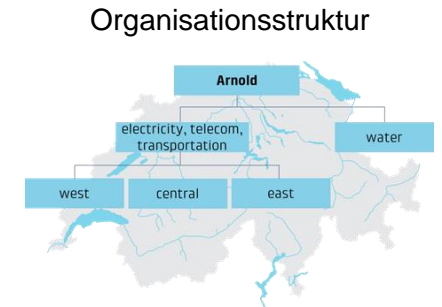 Organisationsstruktur
Arnold
electricity, telecom,
transportation
water
west
central
east